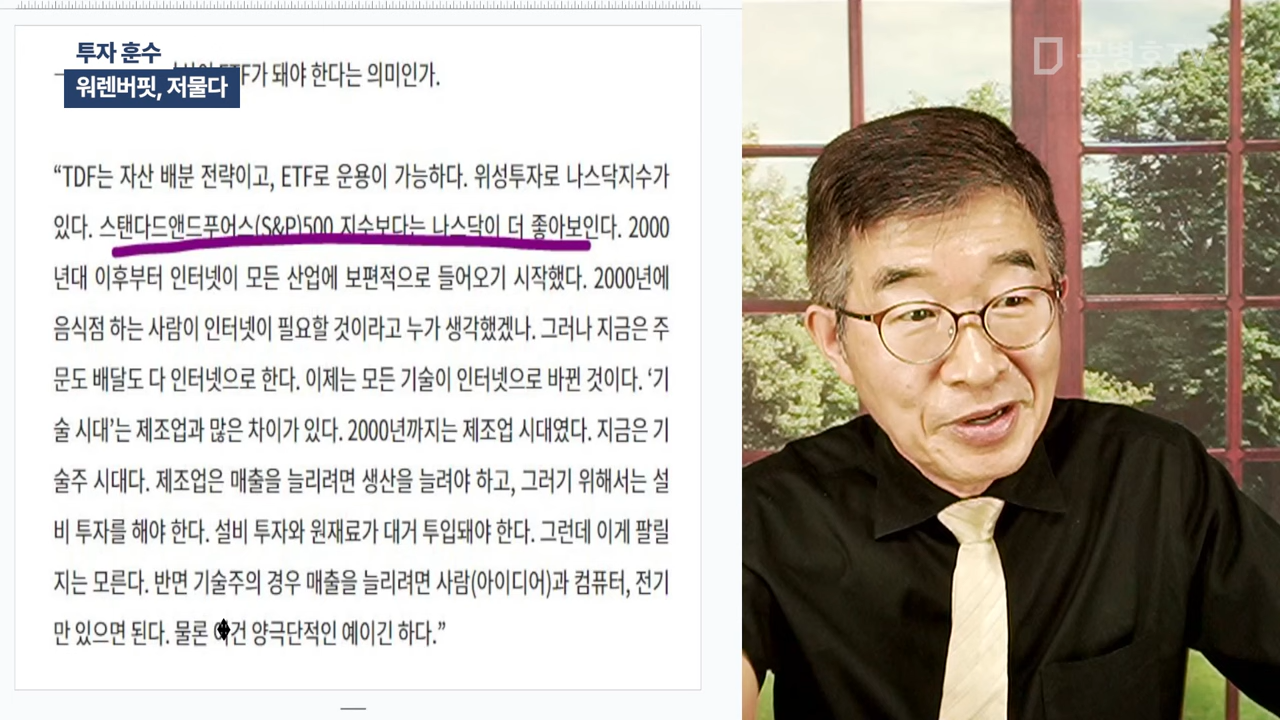 투자 훈수
워렌버핏, 저물다
ETF가 돼야 한다는 의미인가.
“TDF는 자산 배분 전략이고, ETF로 운용이 가능하다. 위성투자로 나스닥지수가
있다. 스탠다드앤드푸어스(S&P)500 지수보다는 나스닥이 더 좋아보인다. 2000
년대 이후부터 인터넷이 모든 산업에 보편적으로 들어오기 시작했다. 2000년에
음식점 하는 사람이 인터넷이 필요할 것이라고 누가 생각했겠나. 그러나 지금은 주
문도 배달도 다 인터넷으로 한다. 이제는 모든 기술이 인터넷으로 바뀐 것이다. ‘기
술 시대’는 제조업과 많은 차이가 있다. 2000년까지는 제조업 시대였다. 지금은 기
술주 시대다. 제조업은 매출을 늘리려면 생산을 늘려야 하고, 그러기 위해서는 설
비 투자를 해야 한다. 설비 투자와 원재료가 대거 투입돼야 한다. 그런데 이게 팔릴
지는 모른다. 반면 기술주의 경우 매출을 늘리려면 사람(아이디어)과 컴퓨터, 전기
만 있으면 된다. 물론 이건 양극단적인 예이긴 하다.”